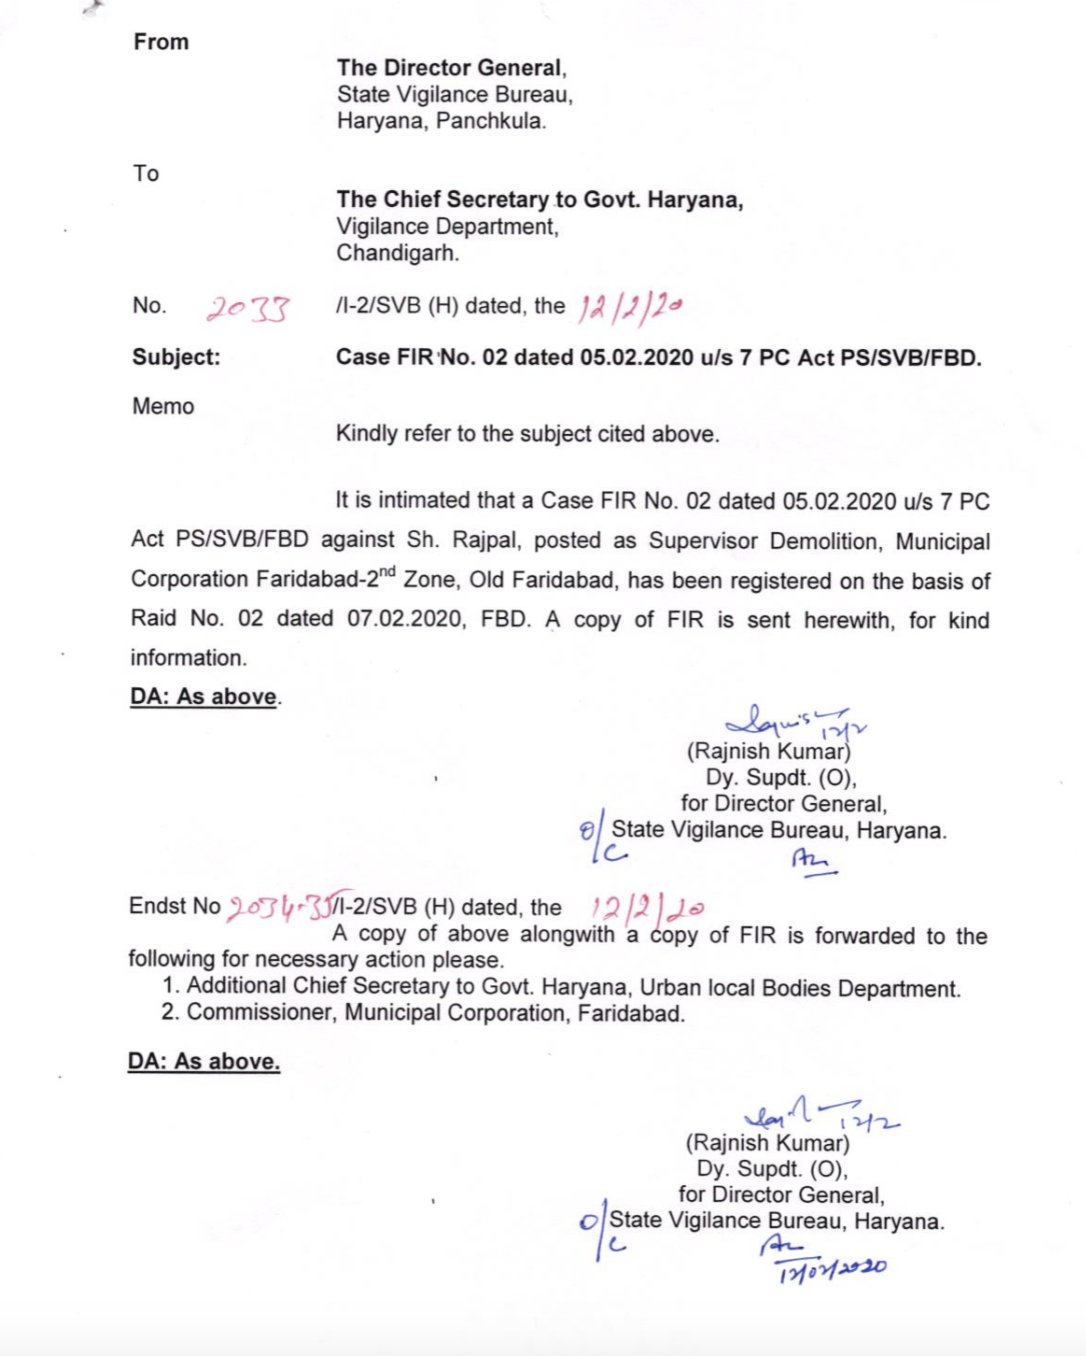 From
The Director General,
State Vigilance Bureau,
Haryana, Panchkula.
To
The Chief Secretary to Govt. Haryana,
Vigilance Department,
Chandigarh.
No. 2033 /I-2/SVB (H) dated, the 12/2/20
Subject: Case FIR No. 02 dated 05.02.2020 u/s 7 PC Act PS/SVB/FBD.
Memo
Kindly refer to the subject cited above.
It is intimated that a Case FIR No. 02 dated 05.02.2020 u/s 7 PC
Act PS/SVB/FBD against Sh. Rajpal, posted as Supervisor Demolition, Municipal
Corporation Faridabad-2nd Zone, Old Faridabad, has been registered on the basis of
Raid No. 02 dated 07.02.2020, FBD. A copy of FIR is sent herewith, for kind
information.
DA: As above.
12/2
(Rajnish Kumar)
Dy. Supdt. (O),
for Director General,
O/C State Vigilance Bureau, Haryana.
Endst No 2034-35/I-2/SVB (H) dated, the 12/2/20
A copy of above alongwith a copy of FIR is forwarded to the
following for necessary action please.
1. Additional Chief Secretary to Govt. Haryana, Urban local Bodies Department.
2. Commissioner, Municipal Corporation, Faridabad.
DA: As above.
12/2
(Rajnish Kumar)
Dy. Supdt. (O),
for Director General,
O/C State Vigilance Bureau, Haryana.
12/02/2020